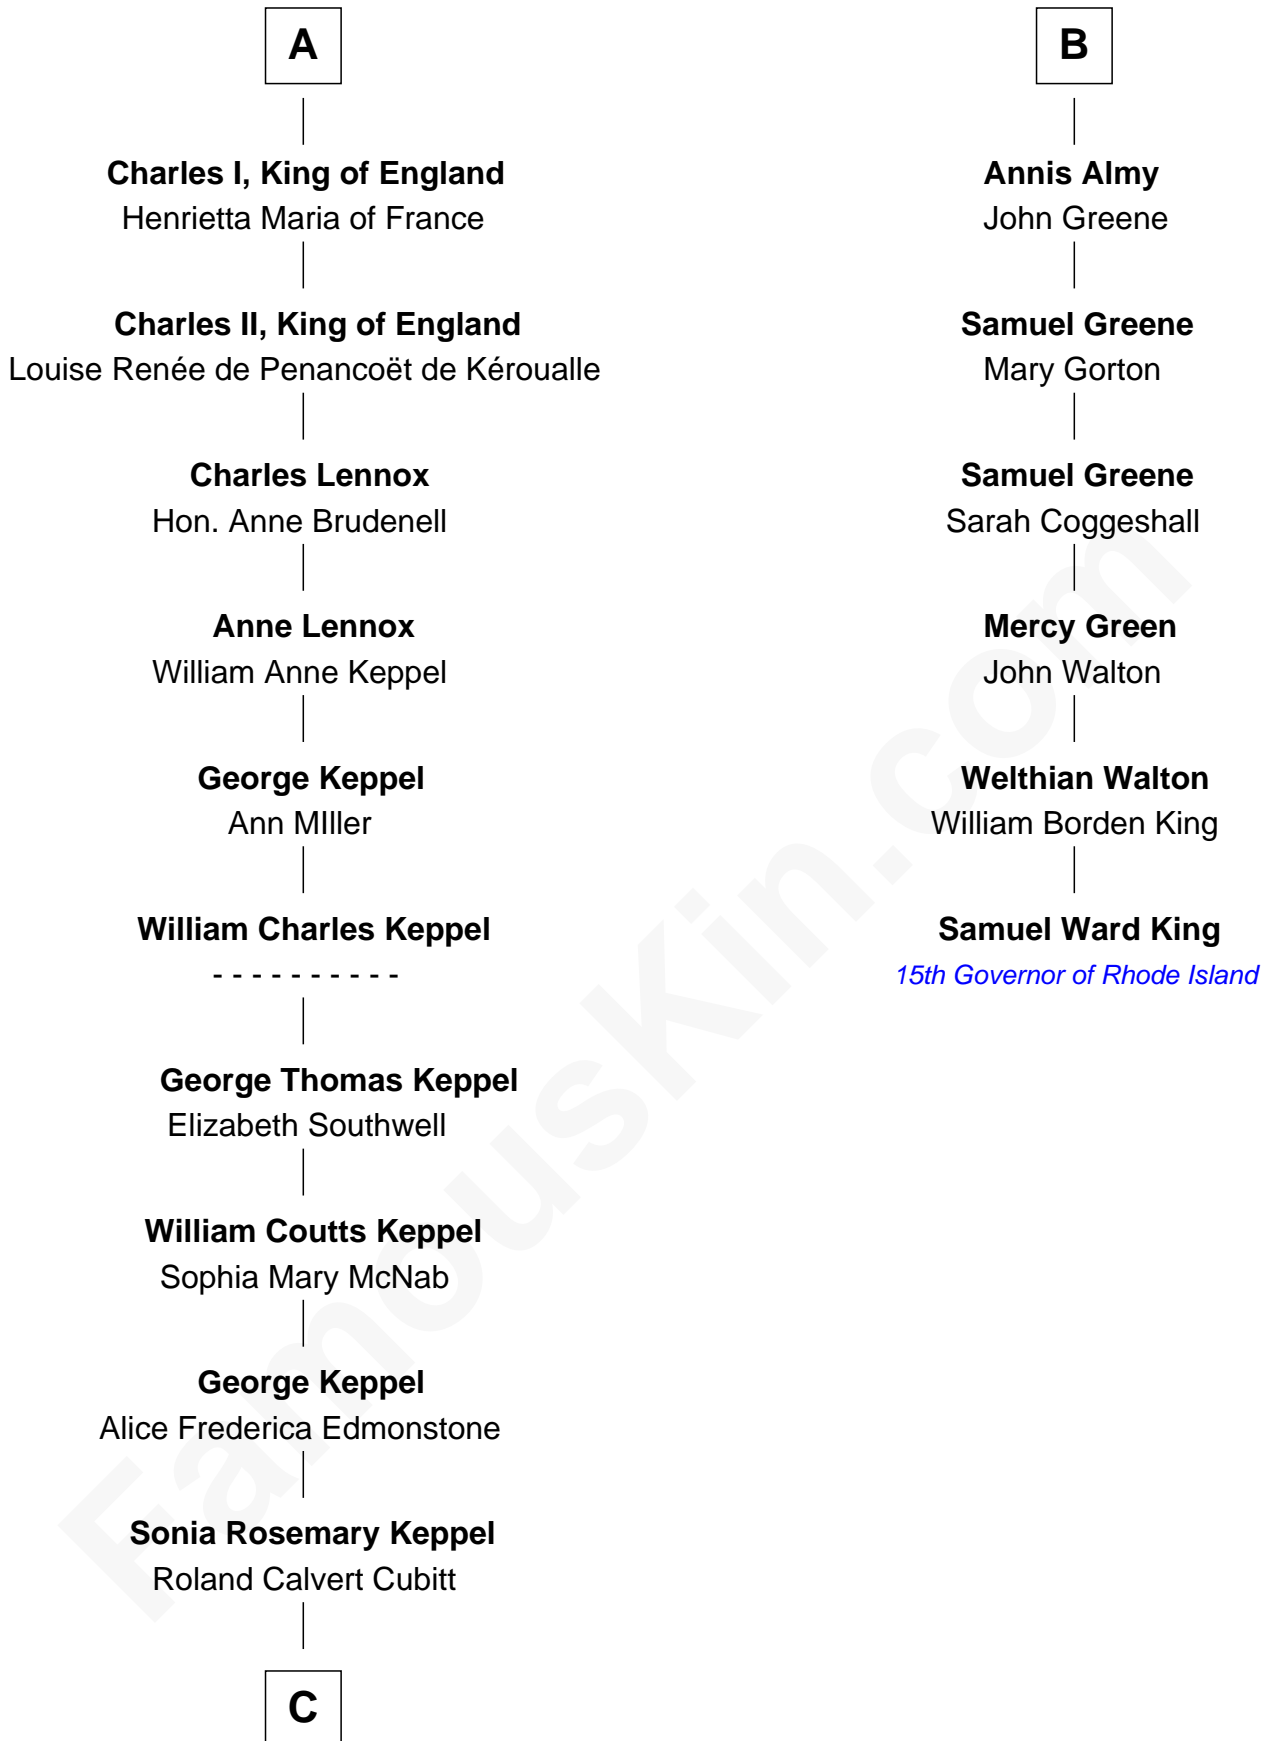 A
Charles I, King of England
Henrietta Maria of France
Charles II, King of England
Louise Renée de Penancoët de Kéroualle
Charles Lennox
Hon. Anne Brudenell
Anne Lennox
William Anne Keppel
George Keppel
Ann MIller
William Charles Keppel
- - - - - - - - - -
George Thomas Keppel
Elizabeth Southwell
William Coutts Keppel
Sophia Mary McNab
George Keppel
Alice Frederica Edmonstone
Sonia Rosemary Keppel
Roland Calvert Cubitt
C
B
Annis Almy
John Greene
Samuel Greene
Mary Gorton
Samuel Greene
Sarah Coggeshall
Mercy Green
John Walton
Welthian Walton
William Borden King
Samuel Ward King
15th Governor of Rhode Island
FamousKin.com